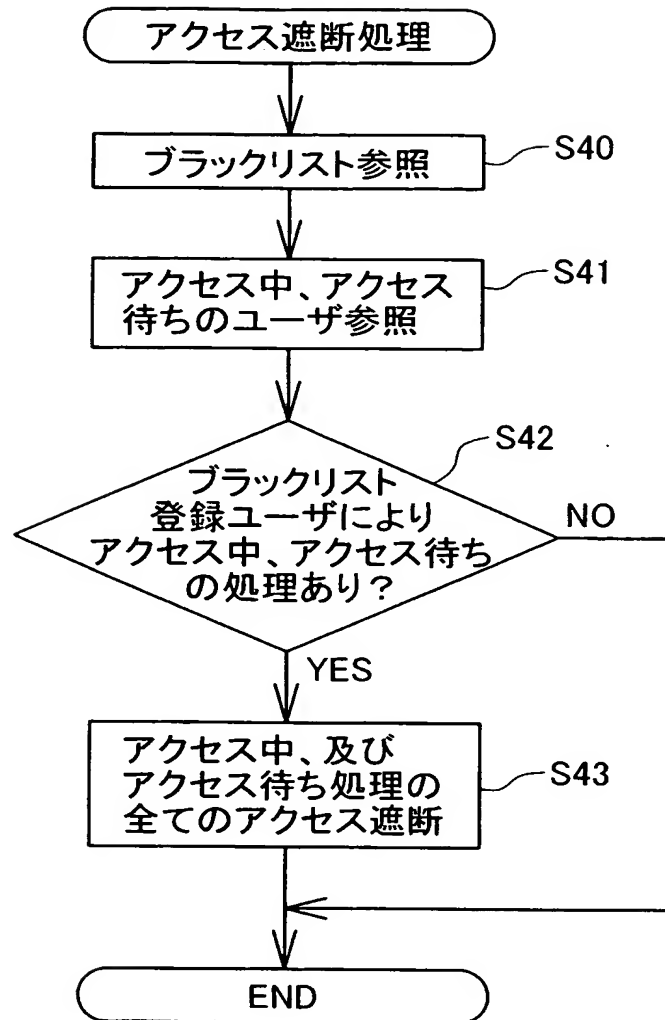 アクセス遮断処理
ブラックリスト参照
S40
アクセス中、アクセス
待ちのユーザ参照
S41
ブラックリスト
登録ユーザにより
アクセス中、アクセス待ち
の処理あり?
S42
NO
YES
アクセス中、及び
アクセス待ち処理の
全てのアクセス遮断
S43
END